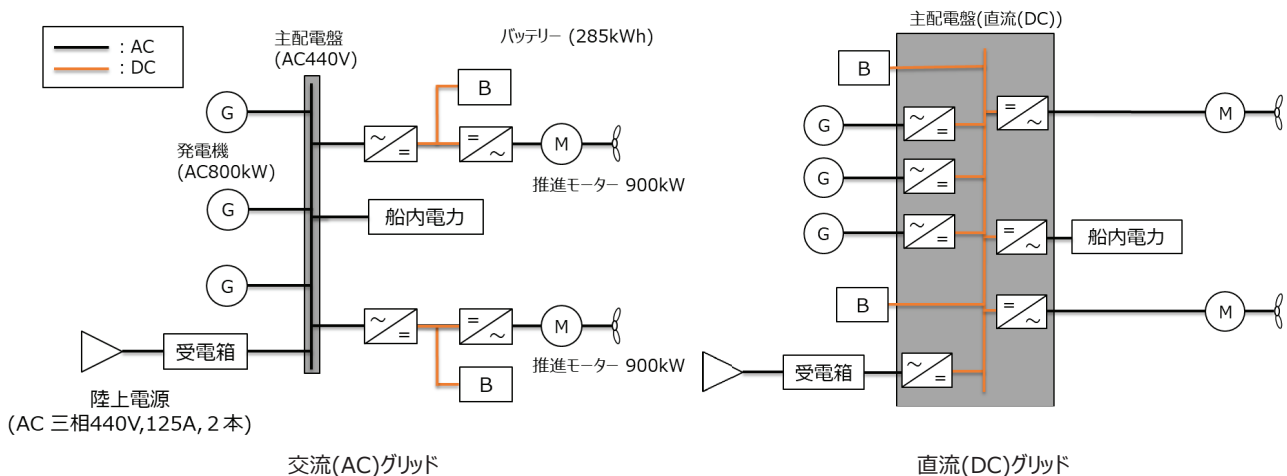 : AC
: DC
主配電盤
(AC440V)
バッテリー (285kWh)
B
G
発電機
(AC800kW)
~
=
=
~
M
推進モーター 900kW
G
船内電力
G
~
=
=
~
M
推進モーター 900kW
B
受電箱
陸上電源
(AC 三相440V,125A,２本)
交流(AC)グリッド
主配電盤(直流(DC))
B
G
~
=
=
~
M
G
~
=
G
~
=
=
~
船内電力
B
=
~
M
受電箱
~
=
直流(DC)グリッド